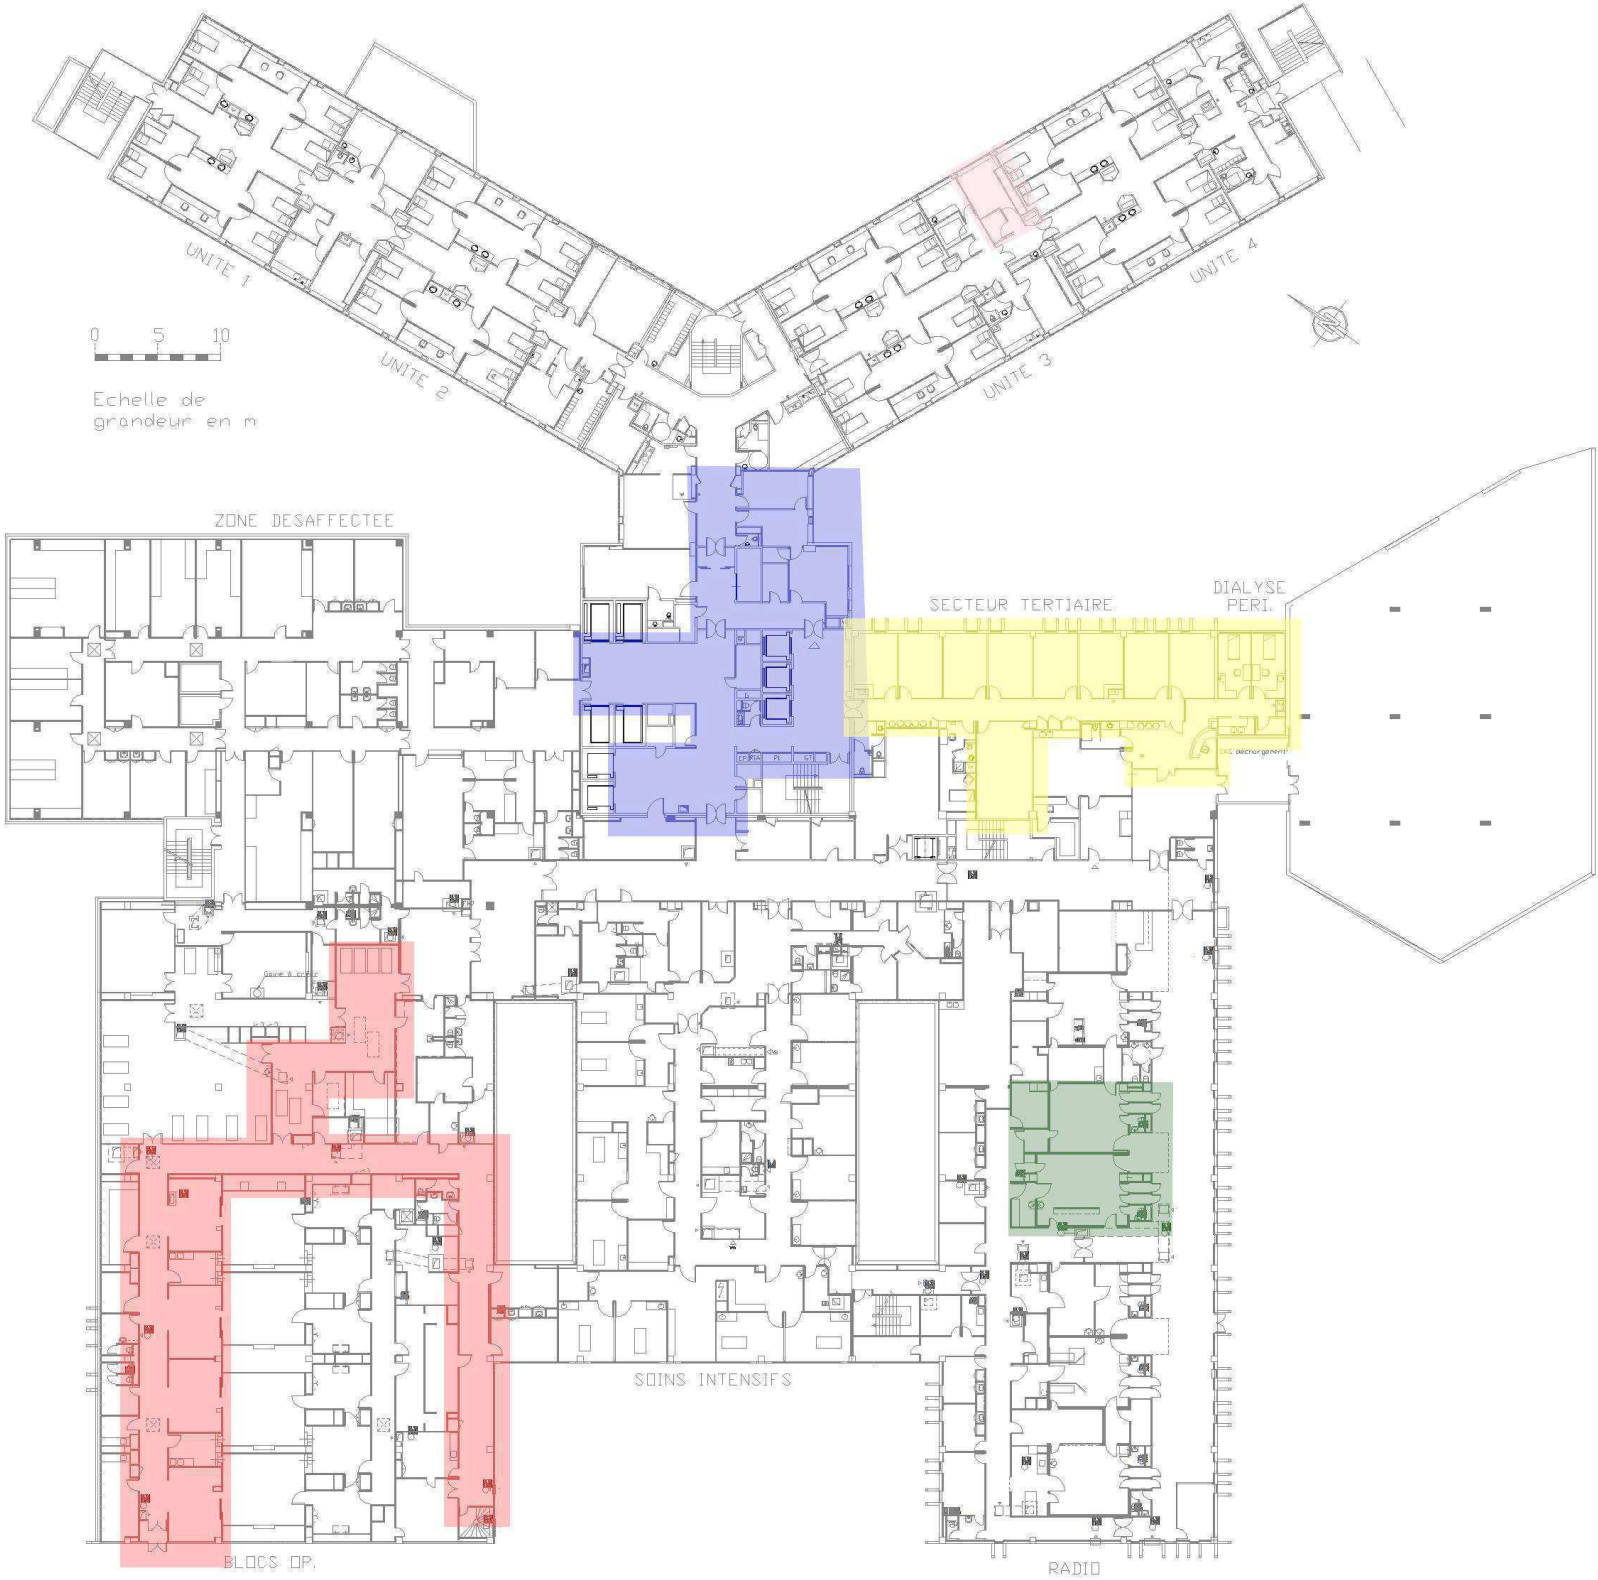 UNITE 1
UNITE 4
0 5 10
UNITE 2
UNITE 3
Echelle de
grandeur en m
ZONE DESAFFECTEE
DIALYSE
PERI.
SECTEUR TERTIAIRE
déchargement
SOINS INTENSIFS
BLOCS OP.
RADIO